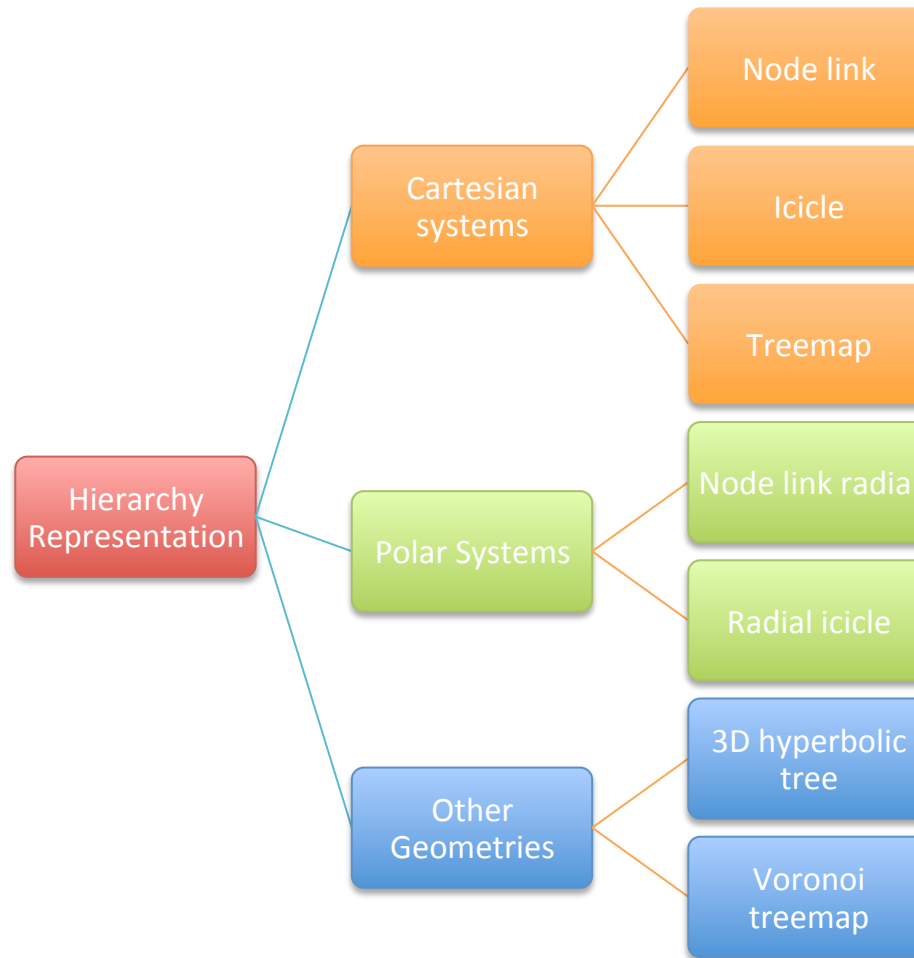 Node link
Cartesian
systems
Icicle
Treemap
Hierarchy
Representation
Node link radial
Polar Systems
Radial icicle
3D hyperbolic
tree
Other
Geometries
Voronoi
treemap